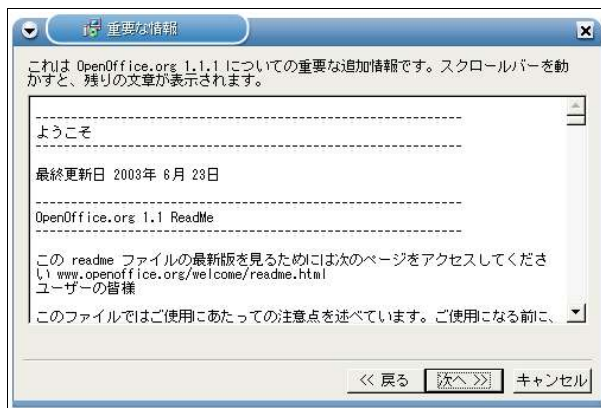 重要な情報
これは OpenOffice.org 1.1.1 についての重要な追加情報です。スクロールバーを動
かすと、残りの文章が表示されます。
------------------------------------------------------------
ようこそ
------------------------------------------------------------
最終更新日 2003年 6月 23日
------------------------------------------------------------
OpenOffice.org 1.1 ReadMe
------------------------------------------------------------
この readme ファイルの最新版を見るためには次のページをアクセスしてくださ
い www.openoffice.org/welcome/readme.html
ユーザーの皆様
このファイルではご使用にあたっての注意点を述べています。ご使用になる前に、
<< 戻る 次へ >> キャンセル